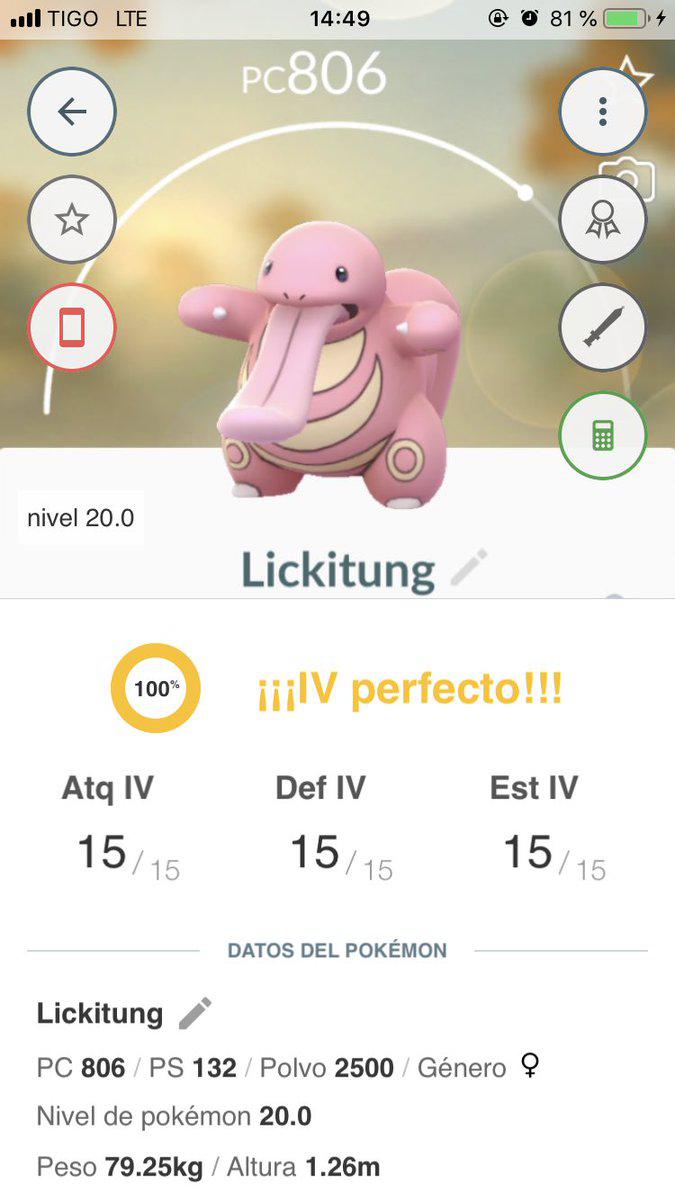 TIGO LTE 14:49 81 %
PC806
nivel 20.0
Lickitung
100% ¡¡¡IV perfecto!!!
Atq IV Def IV Est IV
15 / 15 15 / 15 15 / 15
DATOS DEL POKÉMON
Lickitung
PC 806 / PS 132 / Polvo 2500 / Género ♀
Nivel de pokémon 20.0
Peso 79.25kg / Altura 1.26m